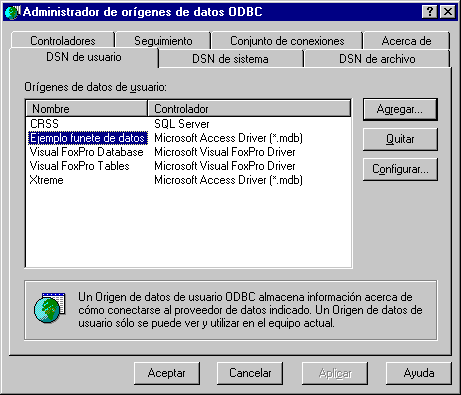 Administrador de orígenes de datos ODBC
Controladores Seguimiento Conjunto de conexiones Acerca de
DSN de usuario DSN de sistema DSN de archivo
Orígenes de datos de usuario:
Nombre Controlador
CRSS SQL Server
Ejemplo funete de datos Microsoft Access Driver (*.mdb)
Visual FoxPro Database Microsoft Visual FoxPro Driver
Visual FoxPro Tables Microsoft Visual FoxPro Driver
Xtreme Microsoft Access Driver (*.mdb)
Agregar...
Quitar
Configurar...
Un Origen de datos de usuario ODBC almacena información acerca de
cómo conectarse al proveedor de datos indicado. Un Origen de datos de
usuario sólo se puede ver y utilizar en el equipo actual.
Aceptar Cancelar Aplicar Ayuda